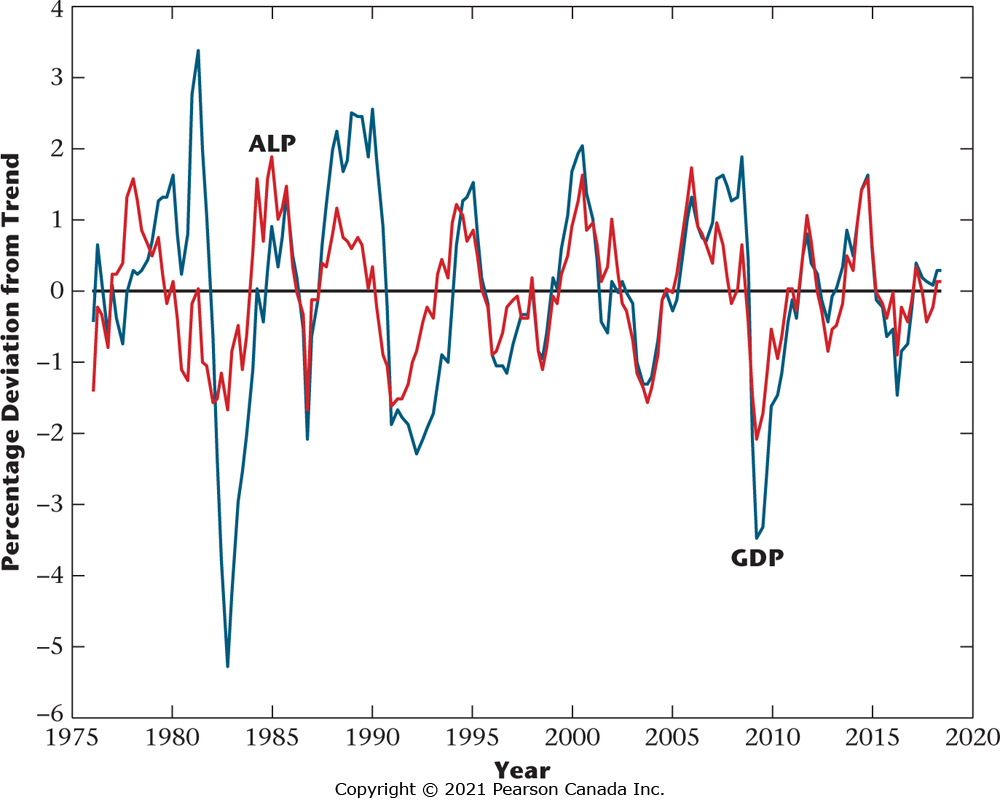 4
3
2
1
0
–1
–2
–3
–4
–5
–6
Percentage Deviation from Trend
ALP
GDP
1975 1980 1985 1990 1995 2000 2005 2010 2015 2020
Year
Copyright © 2021 Pearson Canada Inc.